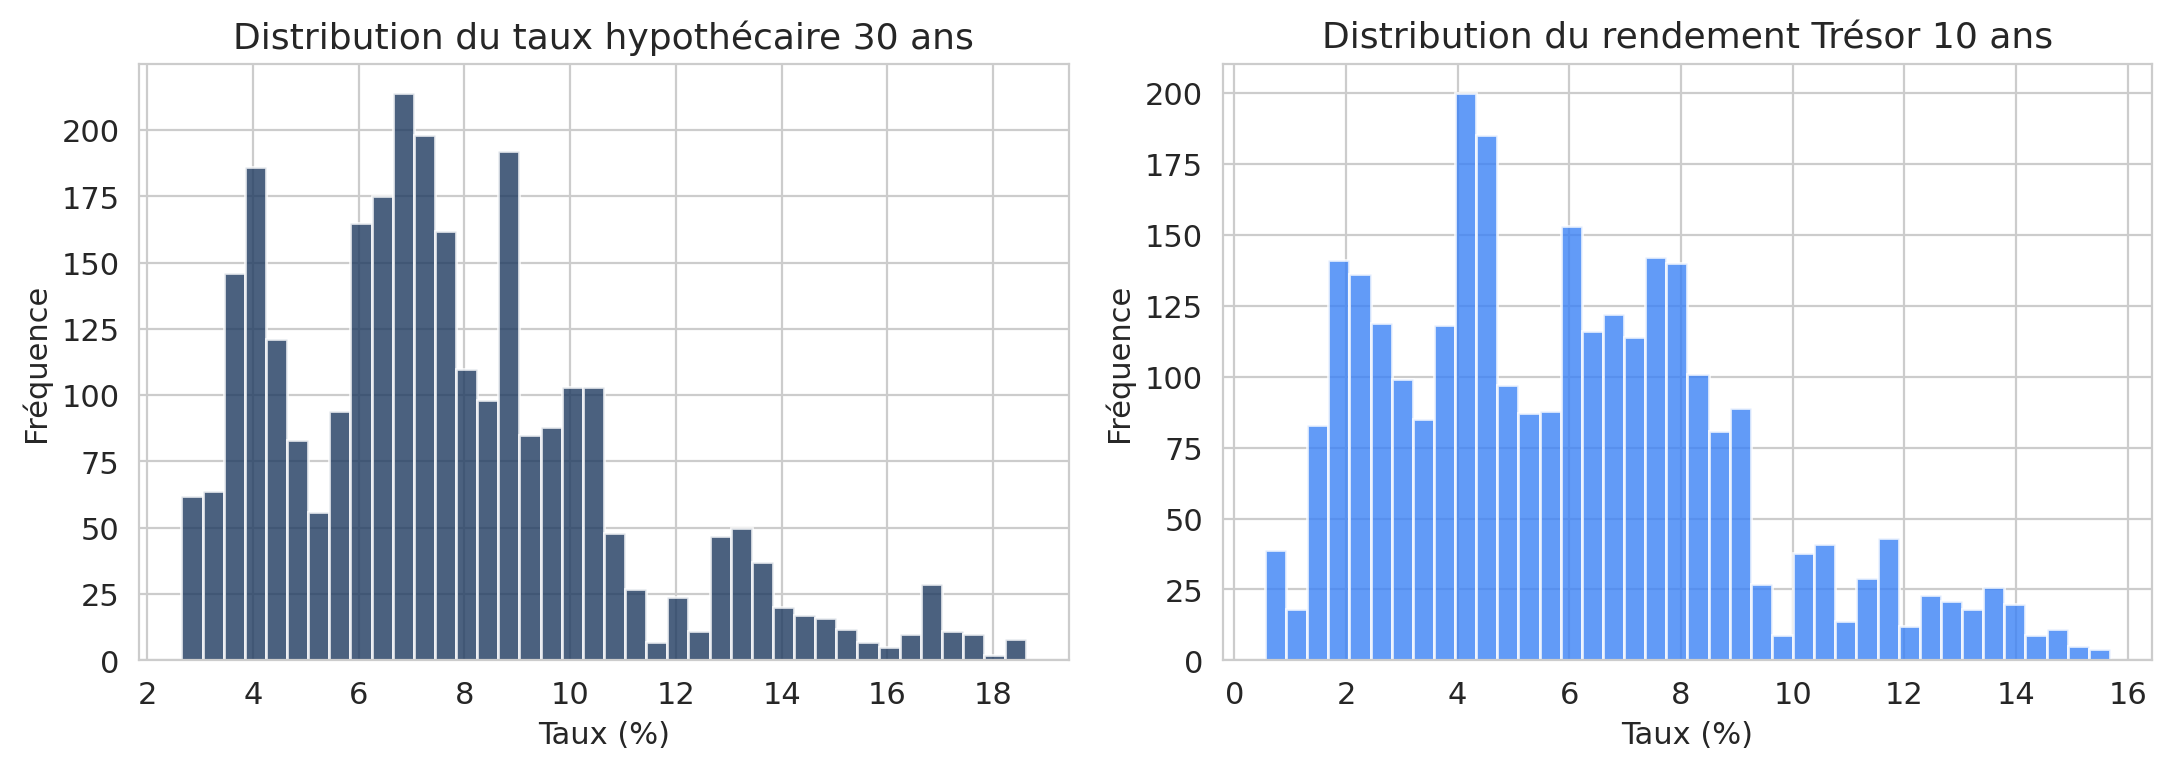 Distribution du taux hypothécaire 30 ans
200
175
150
125
100
75
50
25
0
Fréquence
2 4 6 8 10 12 14 16 18
Taux (%)
Distribution du rendement Trésor 10 ans
200
175
150
125
100
75
50
25
0
Fréquence
0 2 4 6 8 10 12 14 16
Taux (%)